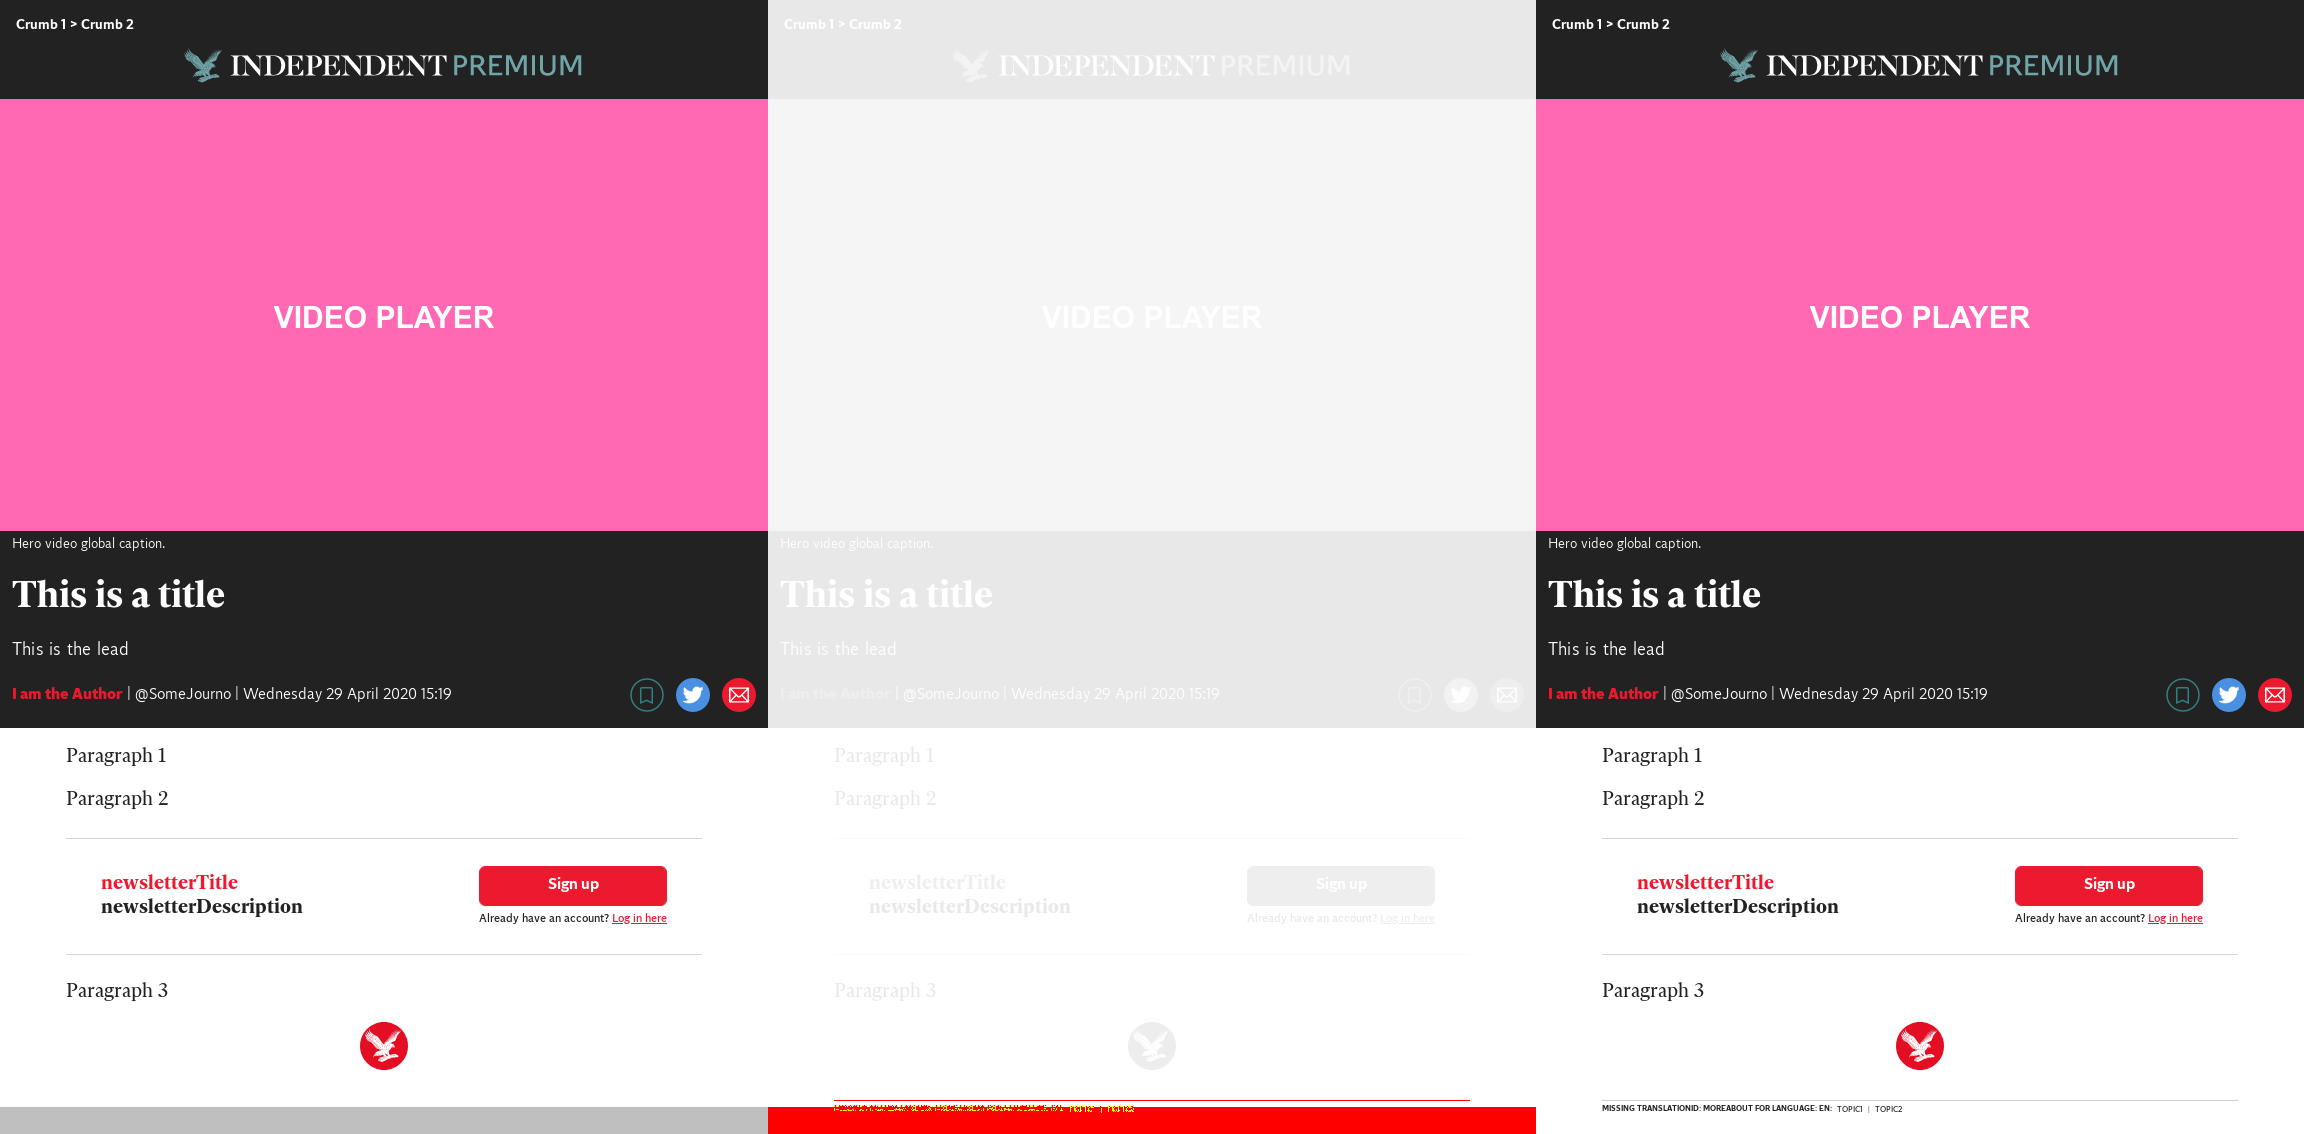 Crumb 1 > Crumb 2
INDEPENDENT PREMIUM
VIDEO PLAYER
Hero video global caption.
This is a title
This is the lead
I am the Author | @SomeJourno | Wednesday 29 April 2020 15:19
Paragraph 1
Paragraph 2
newsletterTitle
newsletterDescription
Sign up
Already have an account? Log in here
Paragraph 3
Crumb 1 > Crumb 2
INDEPENDENT PREMIUM
VIDEO PLAYER
Hero video global caption.
This is a title
This is the lead
I am the Author | @SomeJourno | Wednesday 29 April 2020 15:19
Paragraph 1
Paragraph 2
newsletterTitle
newsletterDescription
Sign up
Already have an account? Log in here
Paragraph 3
Crumb 1 > Crumb 2
INDEPENDENT PREMIUM
VIDEO PLAYER
Hero video global caption.
This is a title
This is the lead
I am the Author | @SomeJourno | Wednesday 29 April 2020 15:19
Paragraph 1
Paragraph 2
newsletterTitle
newsletterDescription
Sign up
Already have an account? Log in here
Paragraph 3
MISSING TRANSLATIONID: MOREABOUT FOR LANGUAGE: EN: TOPIC1 | TOPIC2